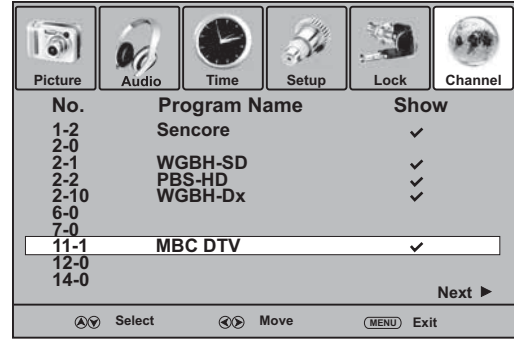 Picture Audio Time Setup Lock Channel
No. Program Name Show
1-2 Sencore ✓
2-0
2-1 WGBH-SD ✓
2-2 PBS-HD ✓
2-10 WGBH-Dx ✓
6-0
7-0
11-1 MBC DTV ✓
12-0
14-0
Next ►
Select Move MENU Exit